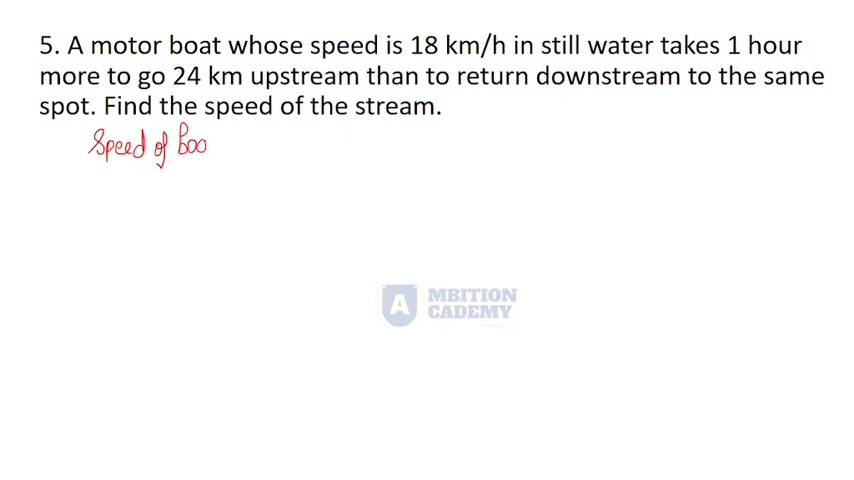 5. A motor boat whose speed is 18 km/h in still water takes 1 hour
more to go 24 km upstream than to return downstream to the same
spot. Find the speed of the stream.
Speed of Boa
A MBITION
CADEMY